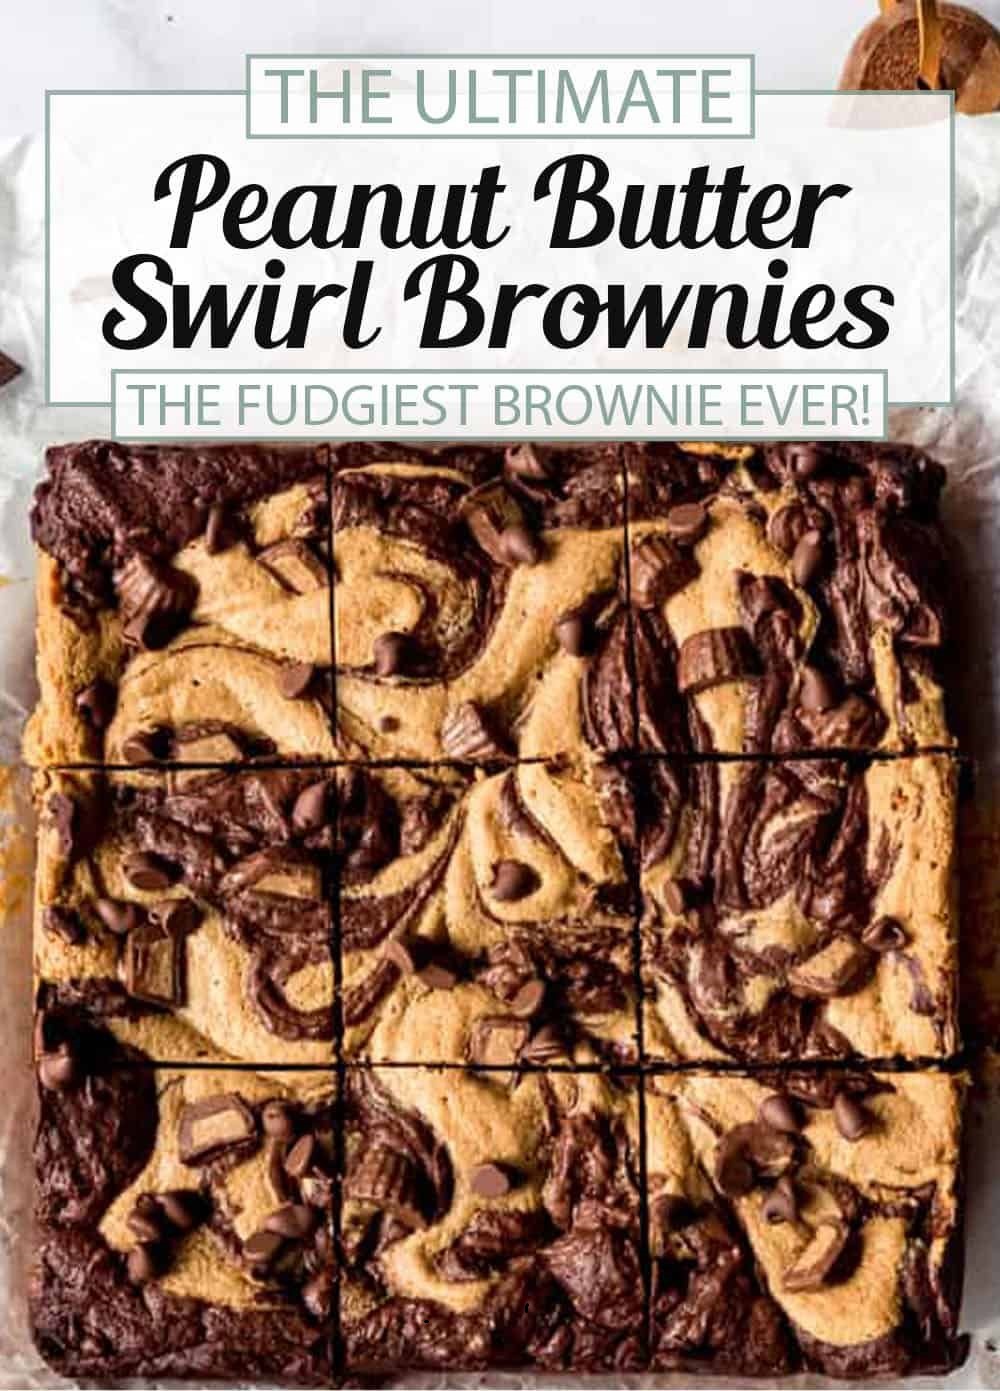 THE ULTIMATE
Peanut Butter
Swirl Brownies
THE FUDGIEST BROWNIE EVER!